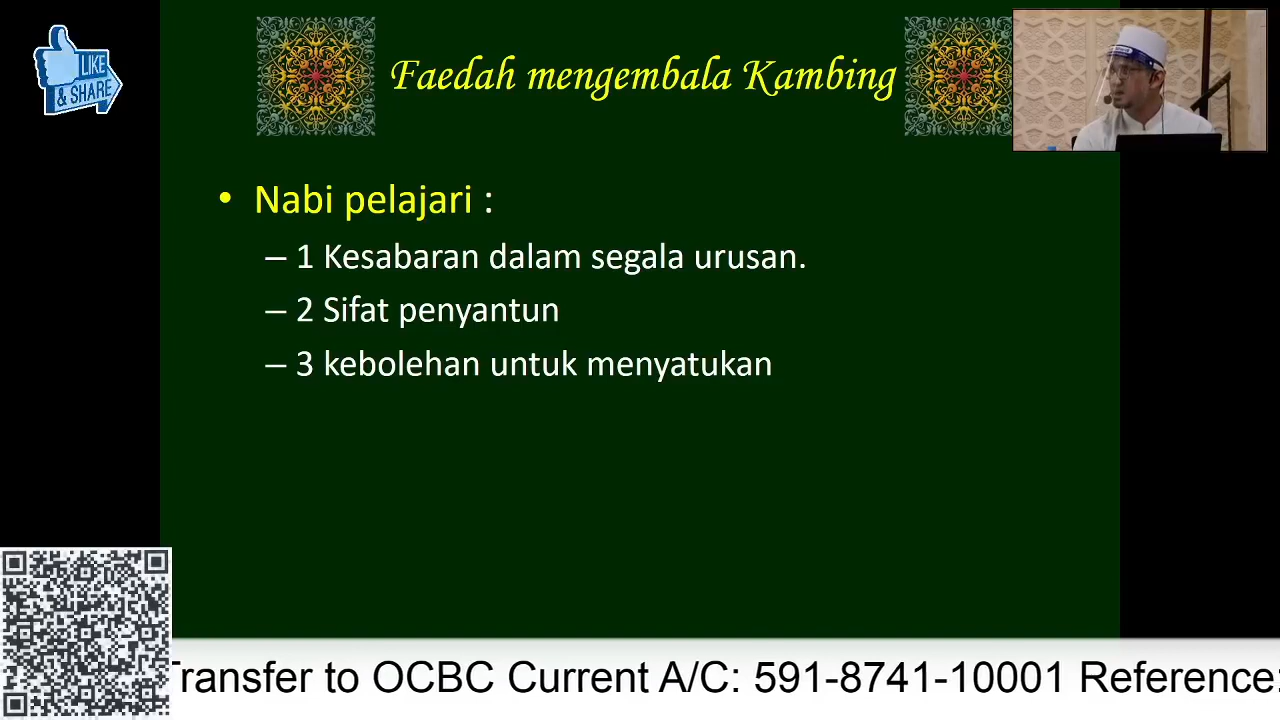 LIKE
& SHARE
Faedah mengembala Kambing
• Nabi pelajari :
– 1 Kesabaran dalam segala urusan.
– 2 Sifat penyantun
– 3 kebolehan untuk menyatukan
Transfer to OCBC Current A/C: 591-8741-10001 Reference: